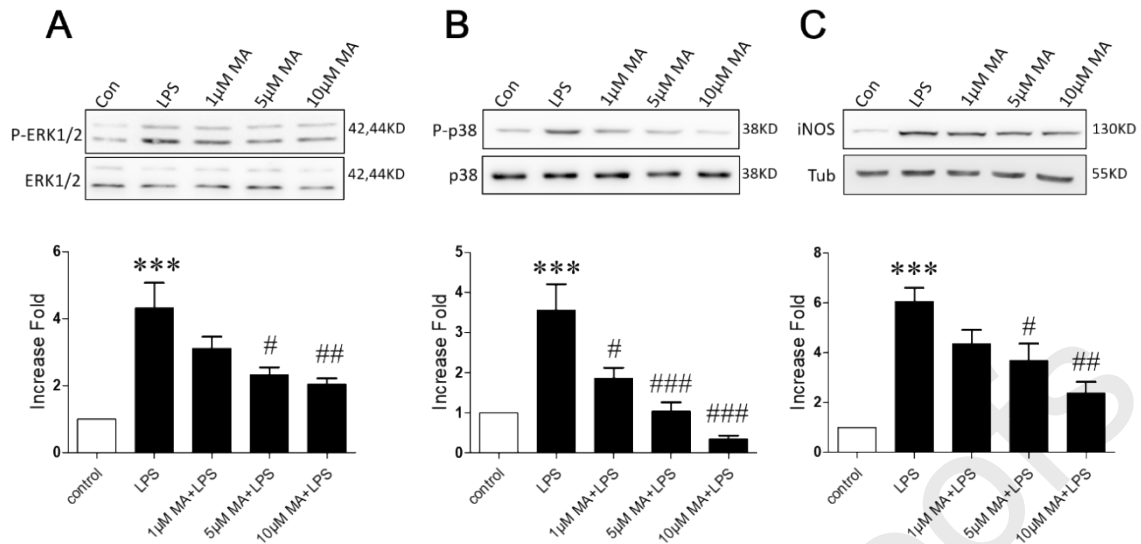 A
Con
LPS
1µM MA
5µM MA
10µM MA
P-ERK1/2
42,44KD
ERK1/2
42,44KD
6
4
2
0
Increase Fold
***
#
##
control
LPS
1µM MA+LPS
5µM MA+LPS
10µM MA+LPS
B
Con
LPS
1µM MA
5µM MA
10µM MA
P-p38
38KD
p38
38KD
5
4
3
2
1
0
Increase Fold
***
#
###
###
control
LPS
1µM MA+LPS
5µM MA+LPS
10µM MA+LPS
C
Con
LPS
1µM MA
5µM MA
10µM MA
iNOS
130KD
Tub
55KD
8
6
4
2
0
Increase Fold
***
#
##
control
LPS
1µM MA+LPS
5µM MA+LPS
10µM MA+LPS